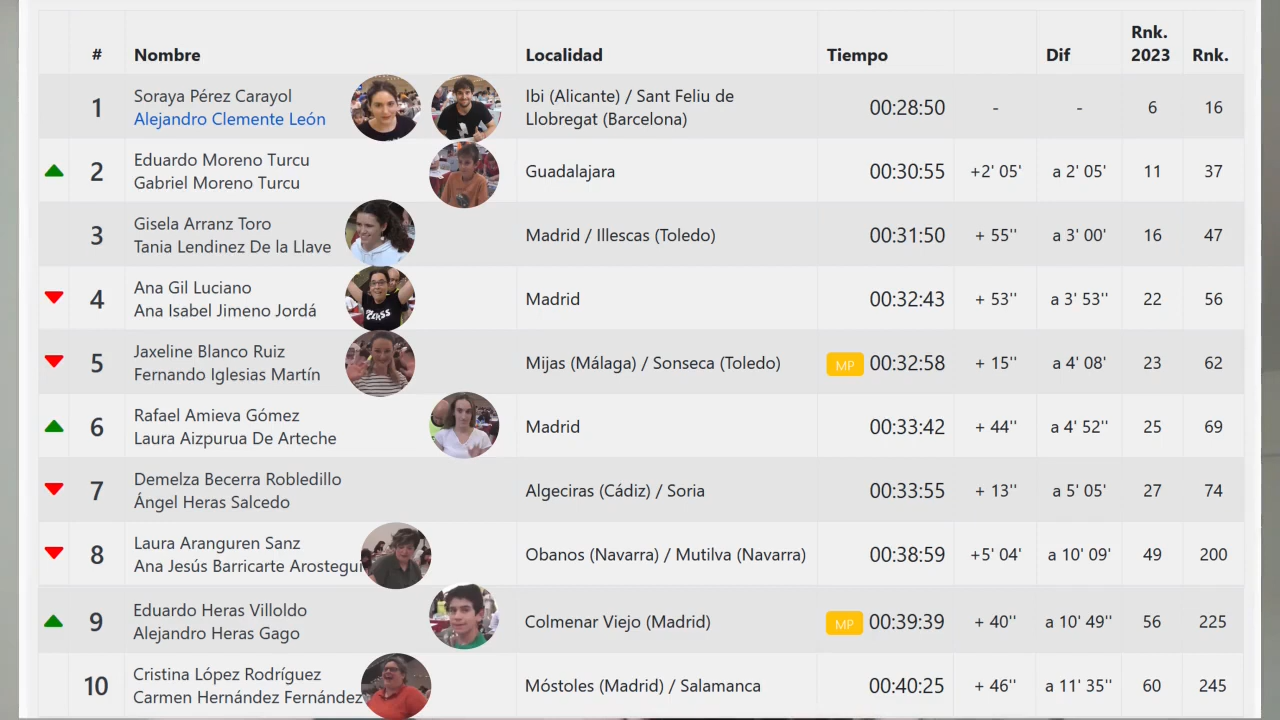 # Nombre Localidad Tiempo Dif Rnk. 2023 Rnk.
1 Soraya Pérez Carayol Ibi (Alicante) / Sant Feliu de 00:28:50 - - 6 16
Alejandro Clemente León Llobregat (Barcelona)
2 Eduardo Moreno Turcu Guadalajara 00:30:55 +2' 05' a 2' 05' 11 37
Gabriel Moreno Turcu
3 Gisela Arranz Toro Madrid / Illescas (Toledo) 00:31:50 + 55'' a 3' 00' 16 47
Tania Lendinez De la Llave
4 Ana Gil Luciano Madrid 00:32:43 + 53'' a 3' 53'' 22 56
Ana Isabel Jimeno Jordá
5 Jaxeline Blanco Ruiz Mijas (Málaga) / Sonseca (Toledo) MP 00:32:58 + 15'' a 4' 08' 23 62
Fernando Iglesias Martín
6 Rafael Amieva Gómez Madrid 00:33:42 + 44'' a 4' 52'' 25 69
Laura Aizpurua De Arteche
7 Demelza Becerra Robledillo Algeciras (Cádiz) / Soria 00:33:55 + 13'' a 5' 05' 27 74
Ángel Heras Salcedo
8 Laura Aranguren Sanz Obanos (Navarra) / Mutilva (Navarra) 00:38:59 +5' 04' a 10' 09' 49 200
Ana Jesús Barricarte Arostegui
9 Eduardo Heras Villoldo Colmenar Viejo (Madrid) MP 00:39:39 + 40'' a 10' 49'' 56 225
Alejandro Heras Gago
10 Cristina López Rodríguez Móstoles (Madrid) / Salamanca 00:40:25 + 46'' a 11' 35'' 60 245
Carmen Hernández Fernández